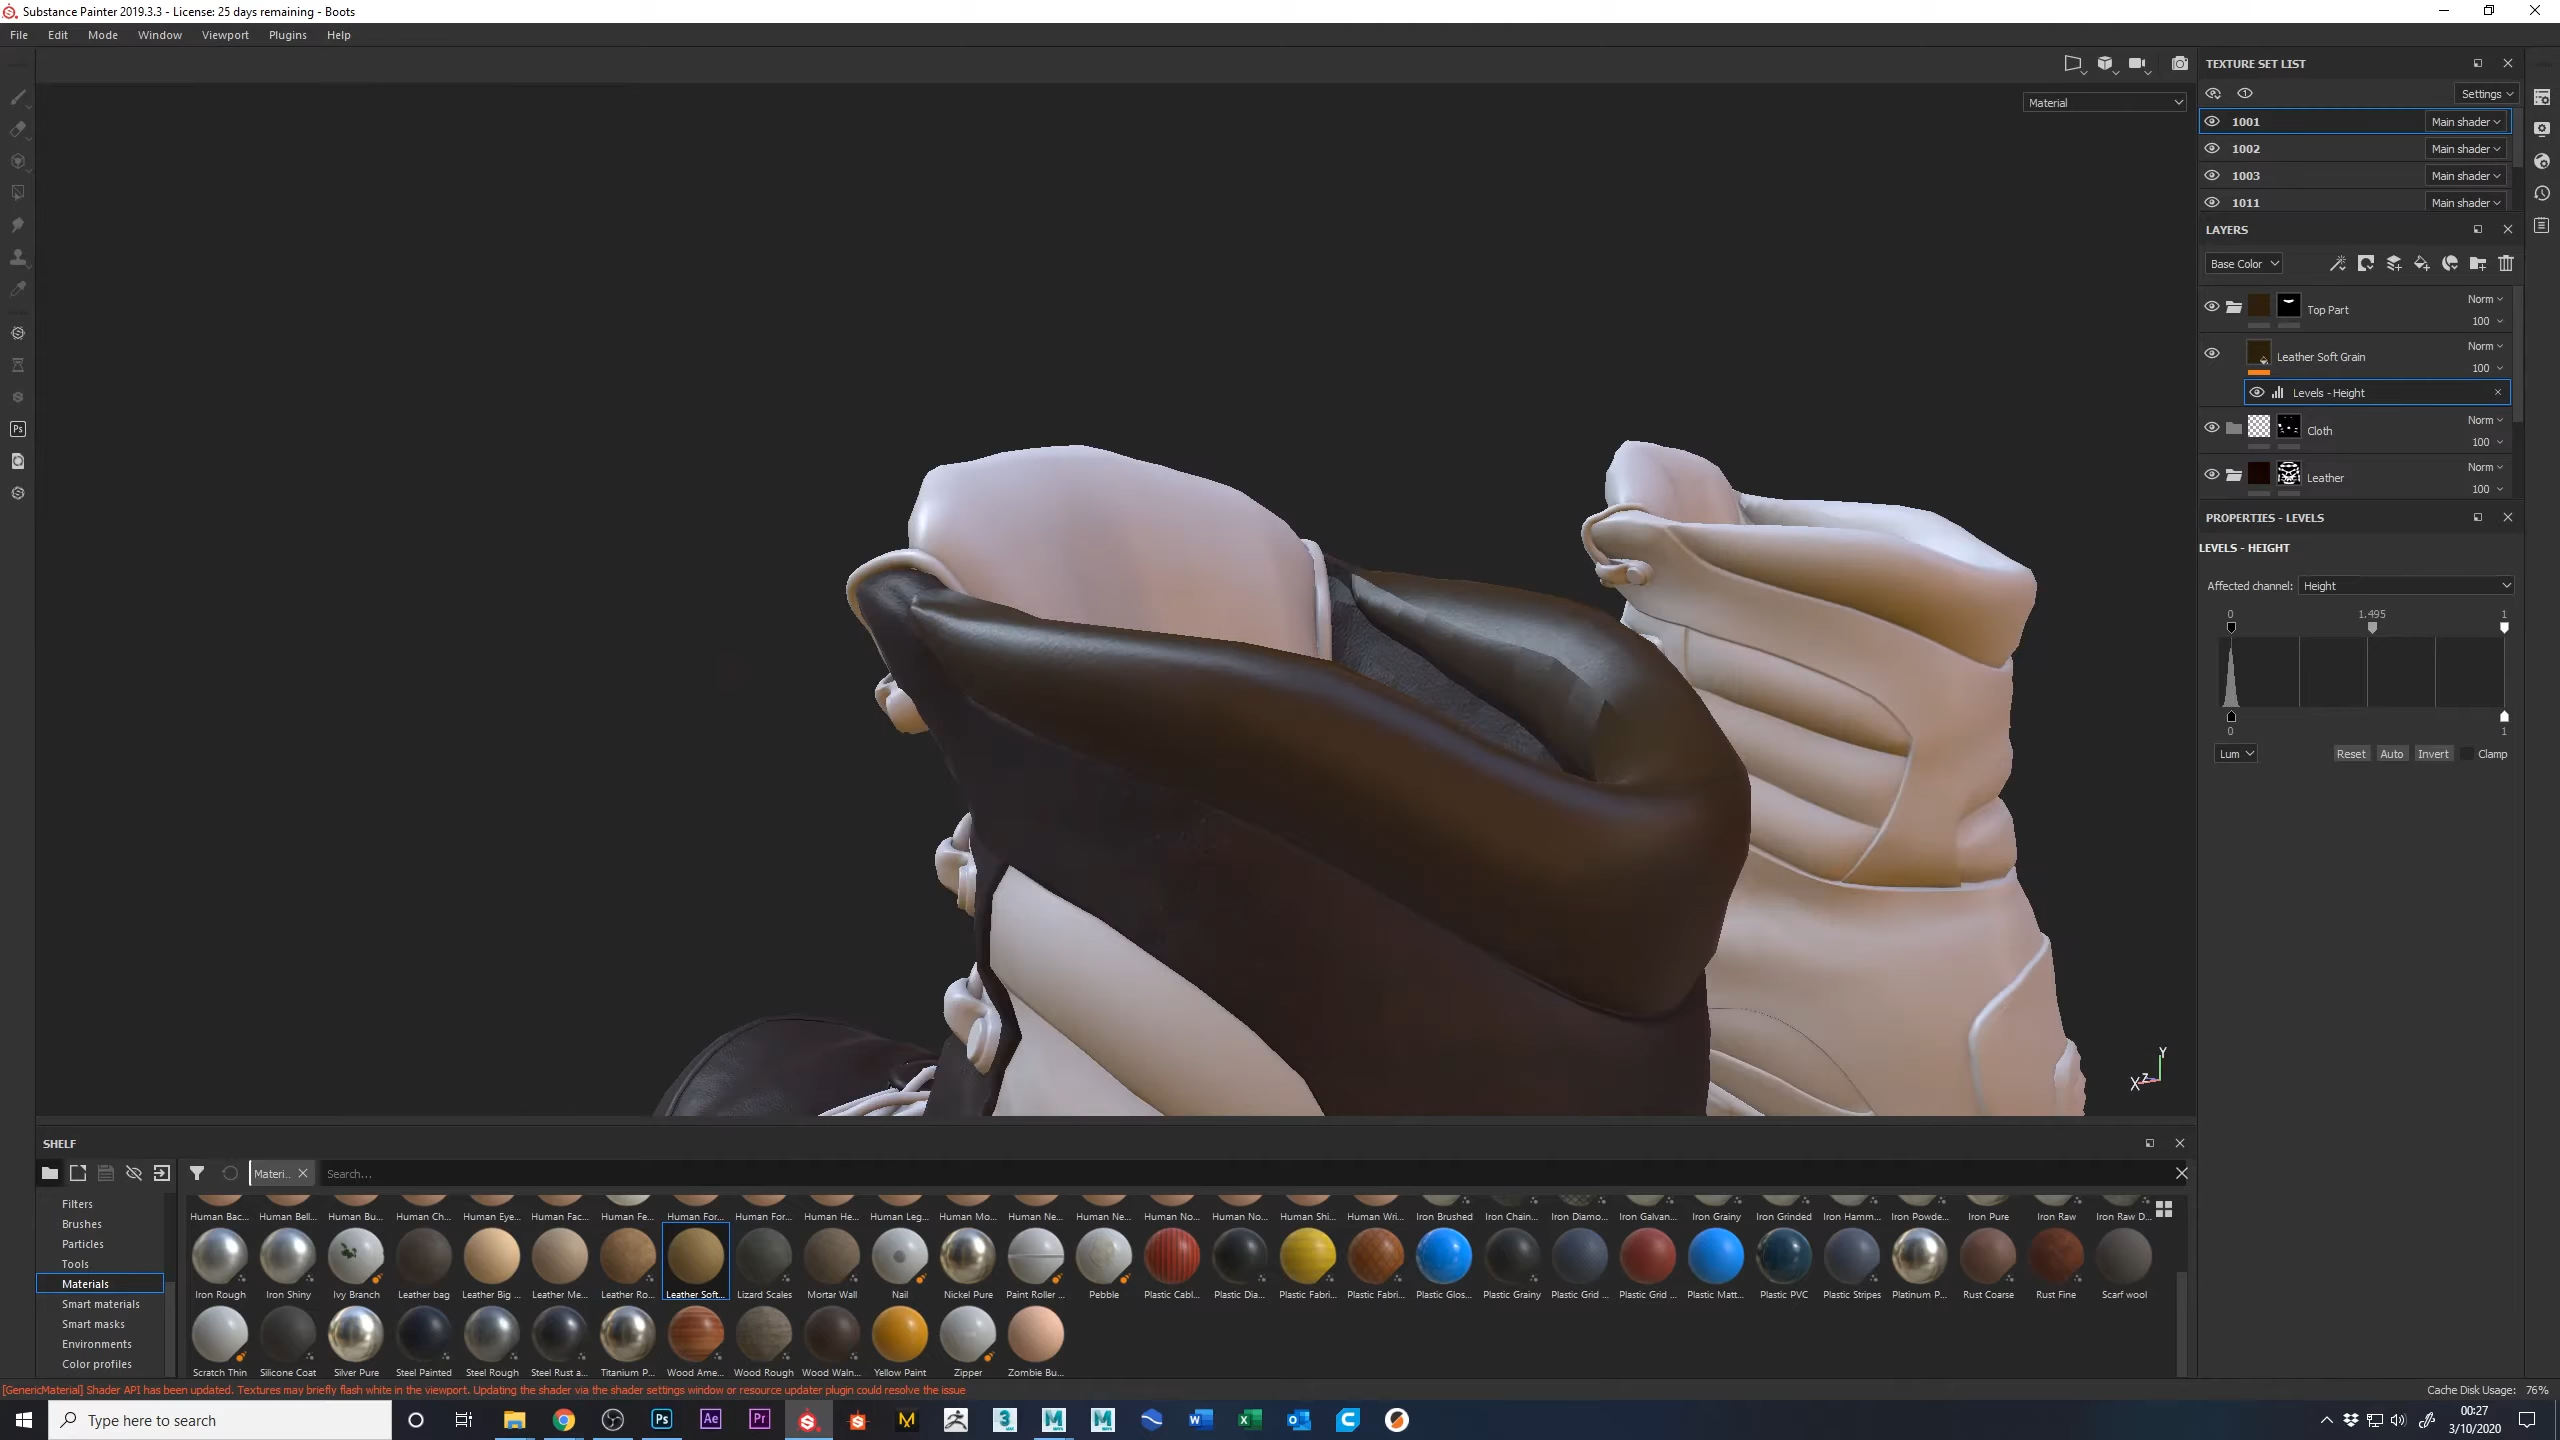 Substance Painter 2019.3.3 - License: 25 days remaining - Boots
File Edit Mode Window Viewport Plugins Help
Material
TEXTURE SET LIST
Settings
1001 Main shader
1002 Main shader
1003 Main shader
1011 Main shader
LAYERS
Base Color
Norm
Top Part
100
Norm
Leather Soft Grain
100
Levels - Height
Norm
Cloth
100
Norm
Leather
100
PROPERTIES - LEVELS
LEVELS - HEIGHT
Affected channel: Height
0 1.495 1
0 1
Lum Reset Auto Invert Clamp
Y
X Z
SHELF
Materi... Search...
Filters
Brushes
Particles
Tools
Materials
Smart materials
Smart masks
Environments
Color profiles
Human Bac... Human Bell... Human Bu... Human Ch... Human Eye... Human Fac... Human Fe... Human For... Human For... Human He... Human Leg... Human Mo... Human Ne... Human Ne... Human No... Human No... Human Shi... Human Wri... Iron Brushed Iron Chain... Iron Diamo... Iron Galvan... Iron Grainy Iron Grinded Iron Hamm... Iron Powde... Iron Pure Iron Raw Iron Raw D...
Iron Rough Iron Shiny Ivy Branch Leather bag Leather Big ... Leather Me... Leather Ro... Leather Soft... Lizard Scales Mortar Wall Nail Nickel Pure Paint Roller ... Pebble Plastic Cabl... Plastic Dia... Plastic Fabri... Plastic Fabri... Plastic Glos... Plastic Grainy Plastic Grid ... Plastic Grid ... Plastic Matt... Plastic PVC Plastic Stripes Platinum P... Rust Coarse Rust Fine Scarf wool
Scratch Thin Silicone Coat Silver Pure Steel Painted Steel Rough Steel Rust a... Titanium P... Wood Ame... Wood Rough Wood Waln... Yellow Paint Zipper Zombie Bu...
[GenericMaterial] Shader API has been updated. Textures may briefly flash white in the viewport. Updating the shader via the shader settings window or resource updater plugin could resolve the issue
Cache Disk Usage: 76%
Type here to search
Ps Ae Pr
00:27
3/10/2020